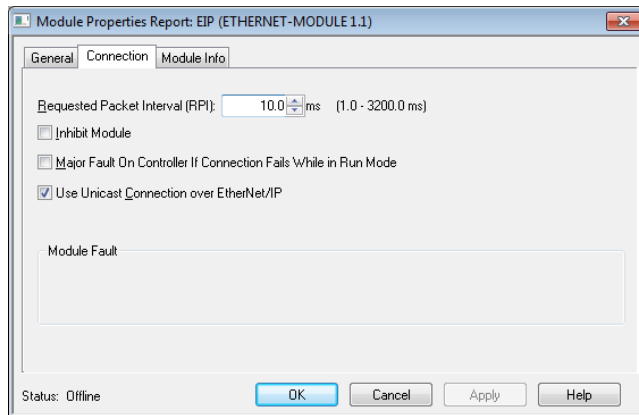 Module Properties Report: EIP (ETHERNET-MODULE 1.1)
General Connection Module Info
Requested Packet Interval (RPI): 10.0 ms (1.0 - 3200.0 ms)
Inhibit Module
Major Fault On Controller If Connection Fails While in Run Mode
Use Unicast Connection over EtherNet/IP
Module Fault
Status: Offline OK Cancel Apply Help